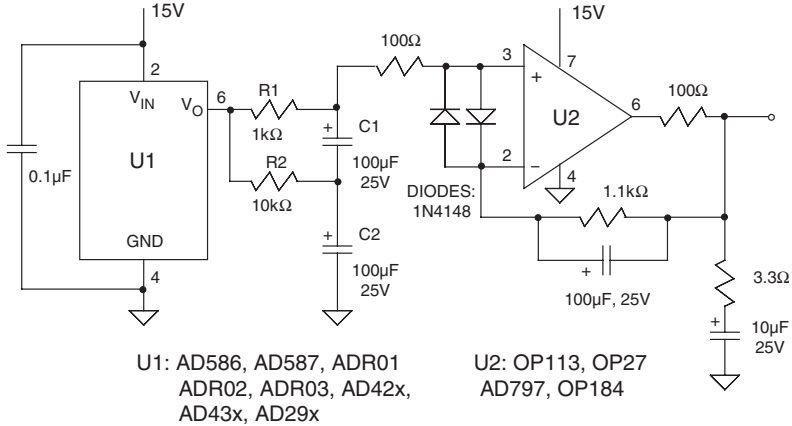 15V
15V
2
VIN
VO
6
R1
1kΩ
100Ω
3
7
+
U2
6
100Ω
U1
+
C1
100µF
25V
R2
10kΩ
2
−
4
0.1µF
DIODES:
1N4148
1.1kΩ
GND
4
+
C2
100µF
25V
+
100µF, 25V
3.3Ω
+
10µF
25V
U1: AD586, AD587, ADR01
ADR02, ADR03, AD42x,
AD43x, AD29x
U2: OP113, OP27
AD797, OP184